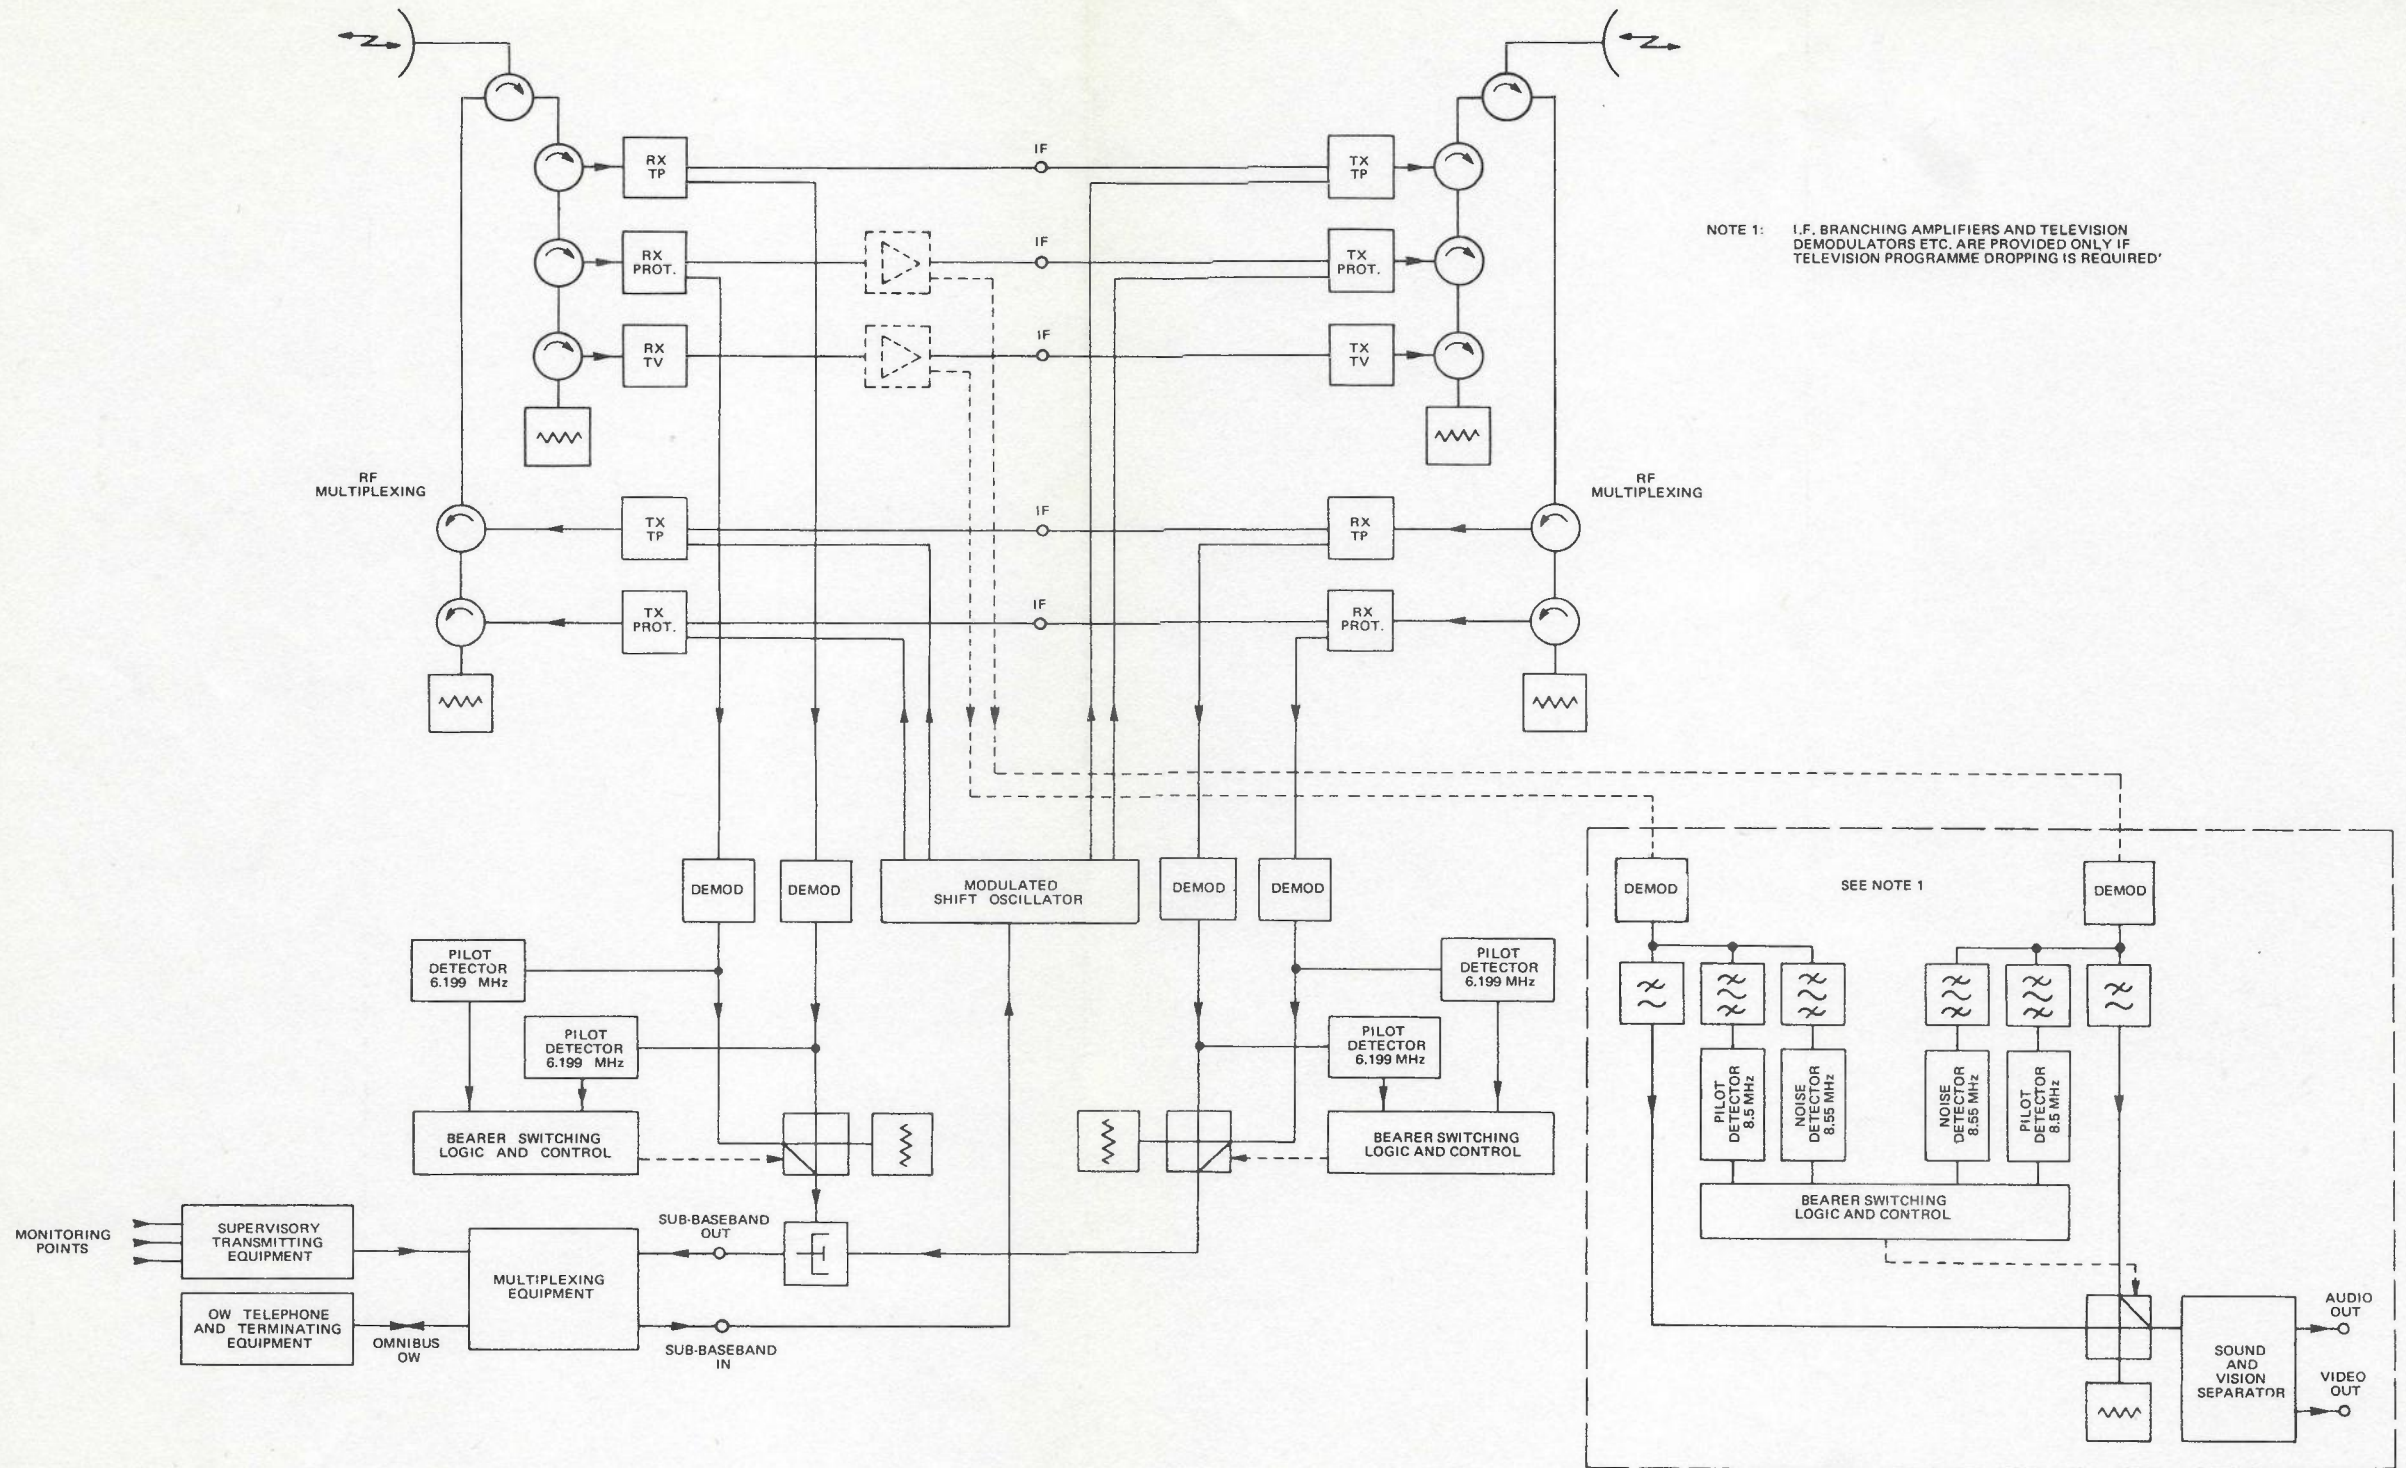 IF
RX
TP
TX
TP
NOTE 1: I.F. BRANCHING AMPLIFIERS AND TELEVISION
DEMODULATORS ETC. ARE PROVIDED ONLY IF
TELEVISION PROGRAMME DROPPING IS REQUIRED'
IF
RX
PROT.
TX
PROT.
IF
RX
TV
TX
TV
RF
MULTIPLEXING
RF
MULTIPLEXING
IF
TX
TP
RX
TP
IF
TX
PROT.
RX
PROT.
DEMOD
DEMOD
MODULATED
SHIFT OSCILLATOR
DEMOD
DEMOD
DEMOD
SEE NOTE 1
DEMOD
PILOT
DETECTOR
6.199 MHz
PILOT
DETECTOR
6.199 MHz
PILOT
DETECTOR
6.199 MHz
PILOT
DETECTOR
6.199 MHz
PILOT
DETECTOR
8.5 MHz
NOISE
DETECTOR
8.55 MHz
NOISE
DETECTOR
8.55 MHz
PILOT
DETECTOR
8.5 MHz
BEARER SWITCHING
LOGIC AND CONTROL
BEARER SWITCHING
LOGIC AND CONTROL
BEARER SWITCHING
LOGIC AND CONTROL
MONITORING
POINTS
SUPERVISORY
TRANSMITTING
EQUIPMENT
SUB-BASEBAND
OUT
MULTIPLEXING
EQUIPMENT
OW TELEPHONE
AND TERMINATING
EQUIPMENT
OMNIBUS
OW
SUB-BASEBAND
IN
SOUND
AND
VISION
SEPARATOR
AUDIO
OUT
VIDEO
OUT